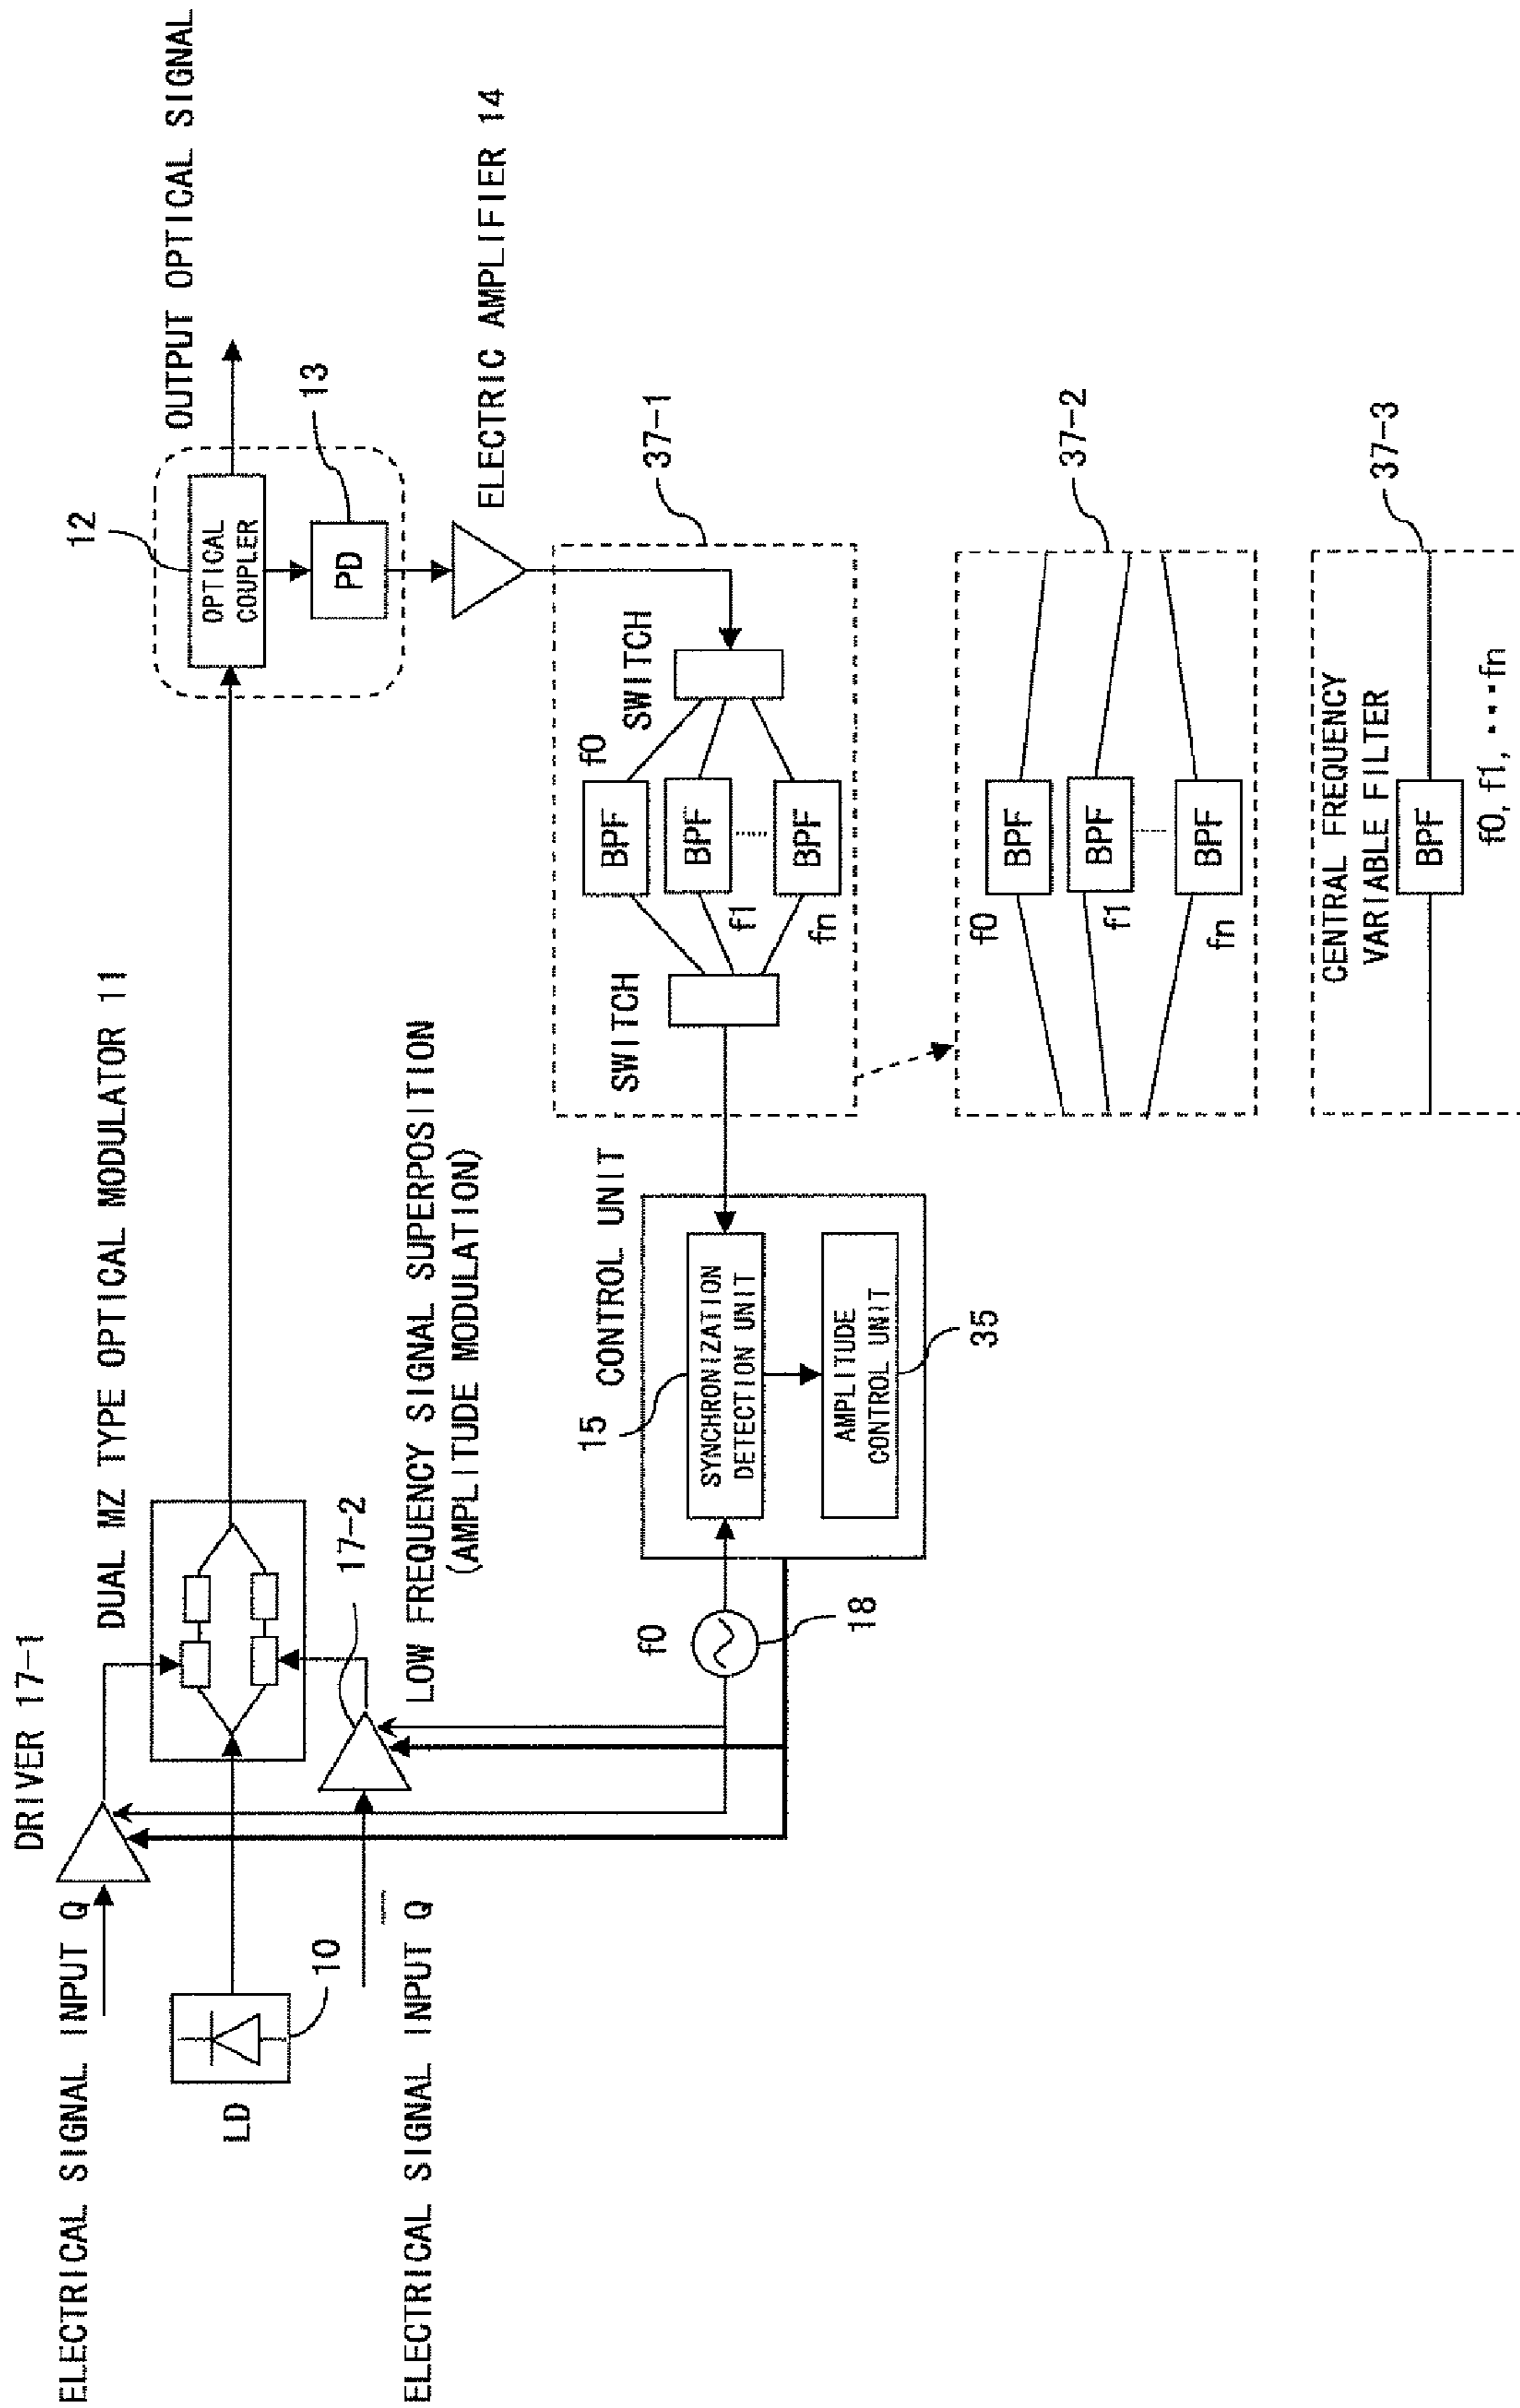 ELECTRICAL SIGNAL INPUT Q
DRIVER 17-1
LD
10
ELECTRICAL SIGNAL INPUT Q̅
DUAL MZ TYPE OPTICAL MODULATOR 11
17-2
LOW FREQUENCY SIGNAL SUPERPOSITION
(AMPLITUDE MODULATION)
12
OPTICAL
COUPLER
OUTPUT OPTICAL SIGNAL
PD
13
ELECTRIC AMPLIFIER 14
f0
18
CONTROL UNIT
15
SYNCHRONIZATION
DETECTION UNIT
AMPLITUDE
CONTROL UNIT
35
SWITCH
SWITCH
37-1
f0
BPF
BPF
f1
BPF
fn
37-2
f0
BPF
BPF
f1
BPF
fn
CENTRAL FREQUENCY
VARIABLE FILTER
37-3
BPF
f0, f1, ･･･fn